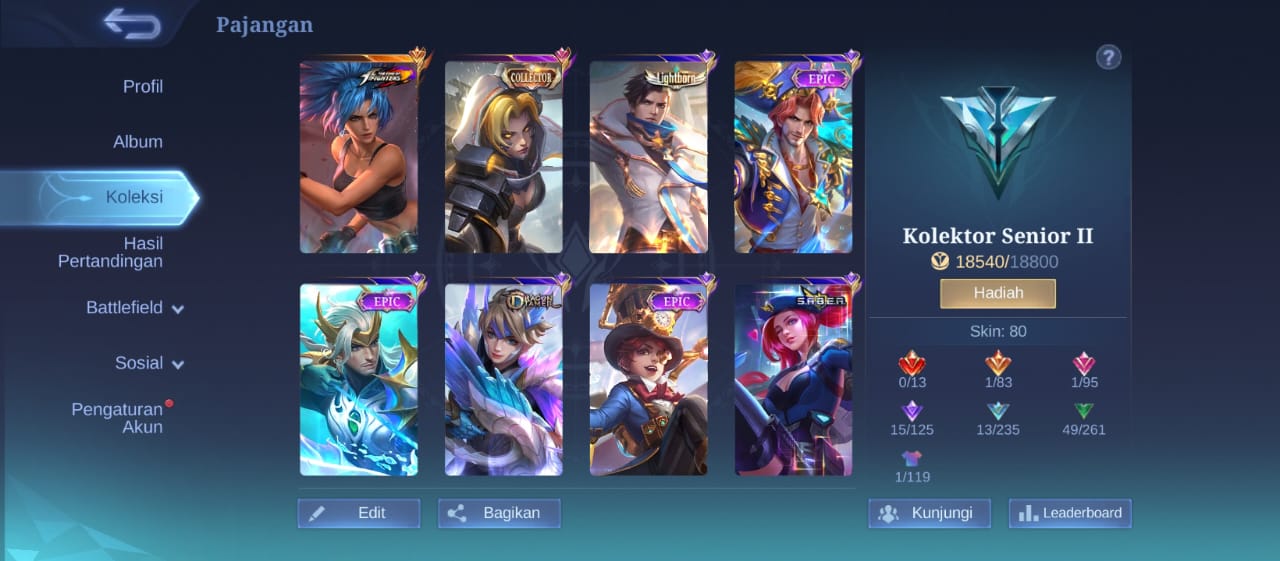 Pajangan
Profil
Album
Koleksi
Hasil
Pertandingan
Battlefield
Sosial
Pengaturan
Akun
THE KING OF
FIGHTERS
COLLECTOR
Lightborn
EPIC
EPIC
EPIC
S.A.B.E.R.
?
Kolektor Senior II
18540/18800
Hadiah
Skin: 80
0/13
1/83
1/95
15/125
13/235
49/261
1/119
Edit
Bagikan
Kunjungi
Leaderboard